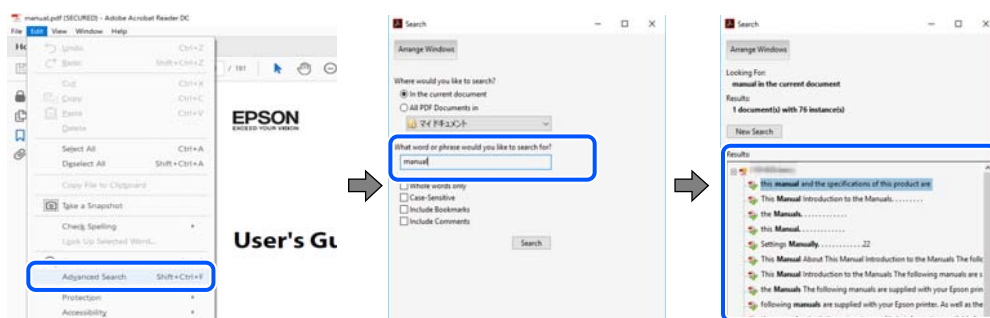 manual.pdf (SECURED) - Adobe Acrobat Reader DC
File Edit View Window Help
Undo Ctrl+Z
Redo Shift+Ctrl+Z
Cut Ctrl+X
Copy Ctrl+C
Paste Ctrl+V
Delete
Select All Ctrl+A
Deselect All Shift+Ctrl+A
Copy File to Clipboard
Take a Snapshot
Check Spelling
Look Up Selected Word...
Advanced Search Shift+Ctrl+F
Protection
Accessibility
/ 181
EPSON
EXCEED YOUR VISION
User's Gu
Search
Arrange Windows
Where would you like to search?
In the current document
All PDF Documents in
マイドキュメント
What word or phrase would you like to search for?
manual
Whole words only
Case-Sensitive
Include Bookmarks
Include Comments
Search
Search
Arrange Windows
Looking For:
manual in the current document
Results:
1 document(s) with 76 instance(s)
New Search
Results:
this manual and the specifications of this product are
This Manual Introduction to the Manuals. . . . . . . . .
the Manuals. . . . . . . . . . . . .
this Manual. . . . . . . . . . . . .
Settings Manually. . . . . . . . . . . . .22
This Manual About This Manual Introduction to the Manuals The follo
This Manual Introduction to the Manuals The following manuals are s
the Manuals The following manuals are supplied with your Epson prin
following manuals are supplied with your Epson printer. As well as the